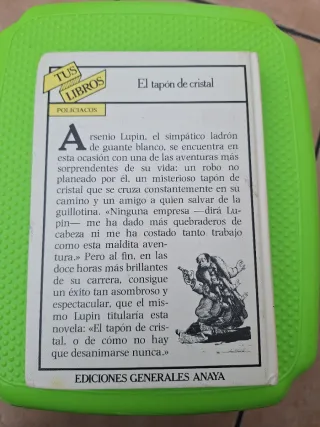 TUS
LIBROS
POLICIACOS
El tapón de cristal
Arsenio Lupin, el simpático ladrón
de guante blanco, se encuentra en
esta ocasión con una de las aventuras más
sorprendentes de su vida: un robo no
planeado por él, un misterioso tapón de
cristal que se cruza constantemente en su
camino y un amigo a quien salvar de la
guillotina. «Ninguna empresa —dirá Lu-
pin— me ha dado más quebraderos de
cabeza ni me ha costado tanto trabajo
como esta maldita aven-
tura.» Pero al fin, en las
doce horas más brillantes
de su carrera, consigue
un éxito tan asombroso y
espectacular, que el mis-
mo Lupin titularía esta
novela: «El tapón de cris-
tal, o de cómo no hay
que desanimarse nunca.»
EDICIONES GENERALES ANAYA